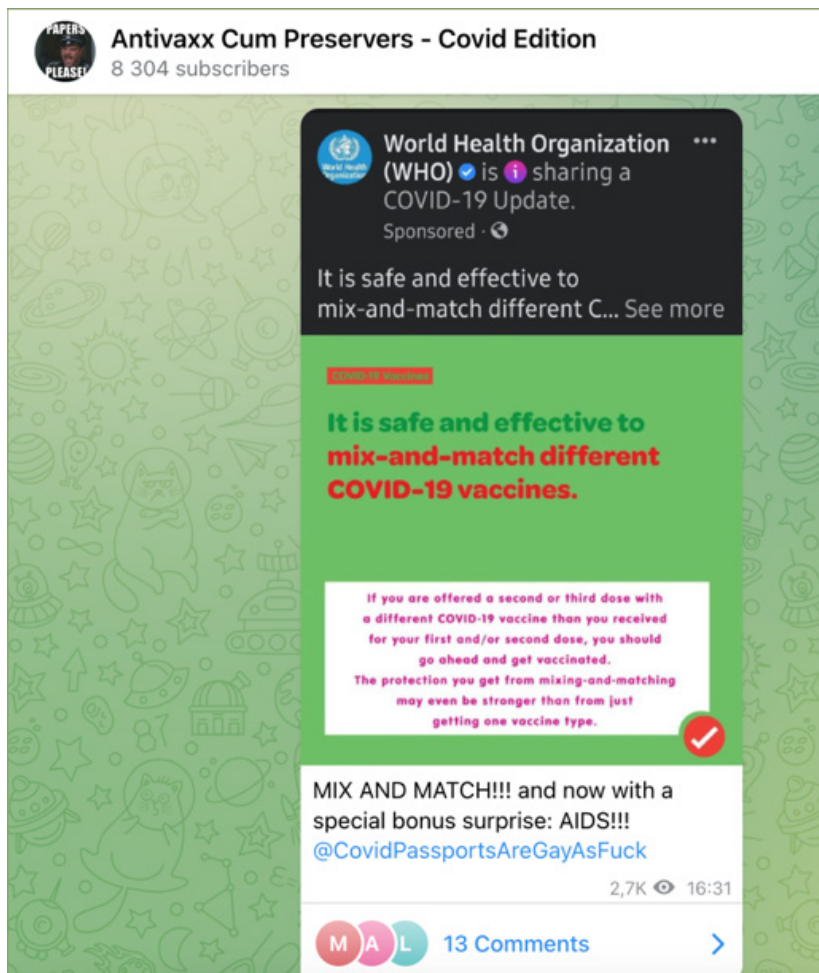 PAPERS
PLEASE!
Antivaxx Cum Preservers - Covid Edition
8 304 subscribers
World Health Organization
(WHO) is sharing a
COVID-19 Update.
Sponsored ·
It is safe and effective to
mix-and-match different C... See more
COVID-19 Vaccines
It is safe and effective to
mix-and-match different
COVID-19 vaccines.
If you are offered a second or third dose with
a different COVID-19 vaccine than you received
for your first and/or second dose, you should
go ahead and get vaccinated.
The protection you get from mixing-and-matching
may even be stronger than from just
getting one vaccine type.
MIX AND MATCH!!! and now with a
special bonus surprise: AIDS!!!
@CovidPassportsAreGayAsFuck
2,7K 16:31
M A L 13 Comments